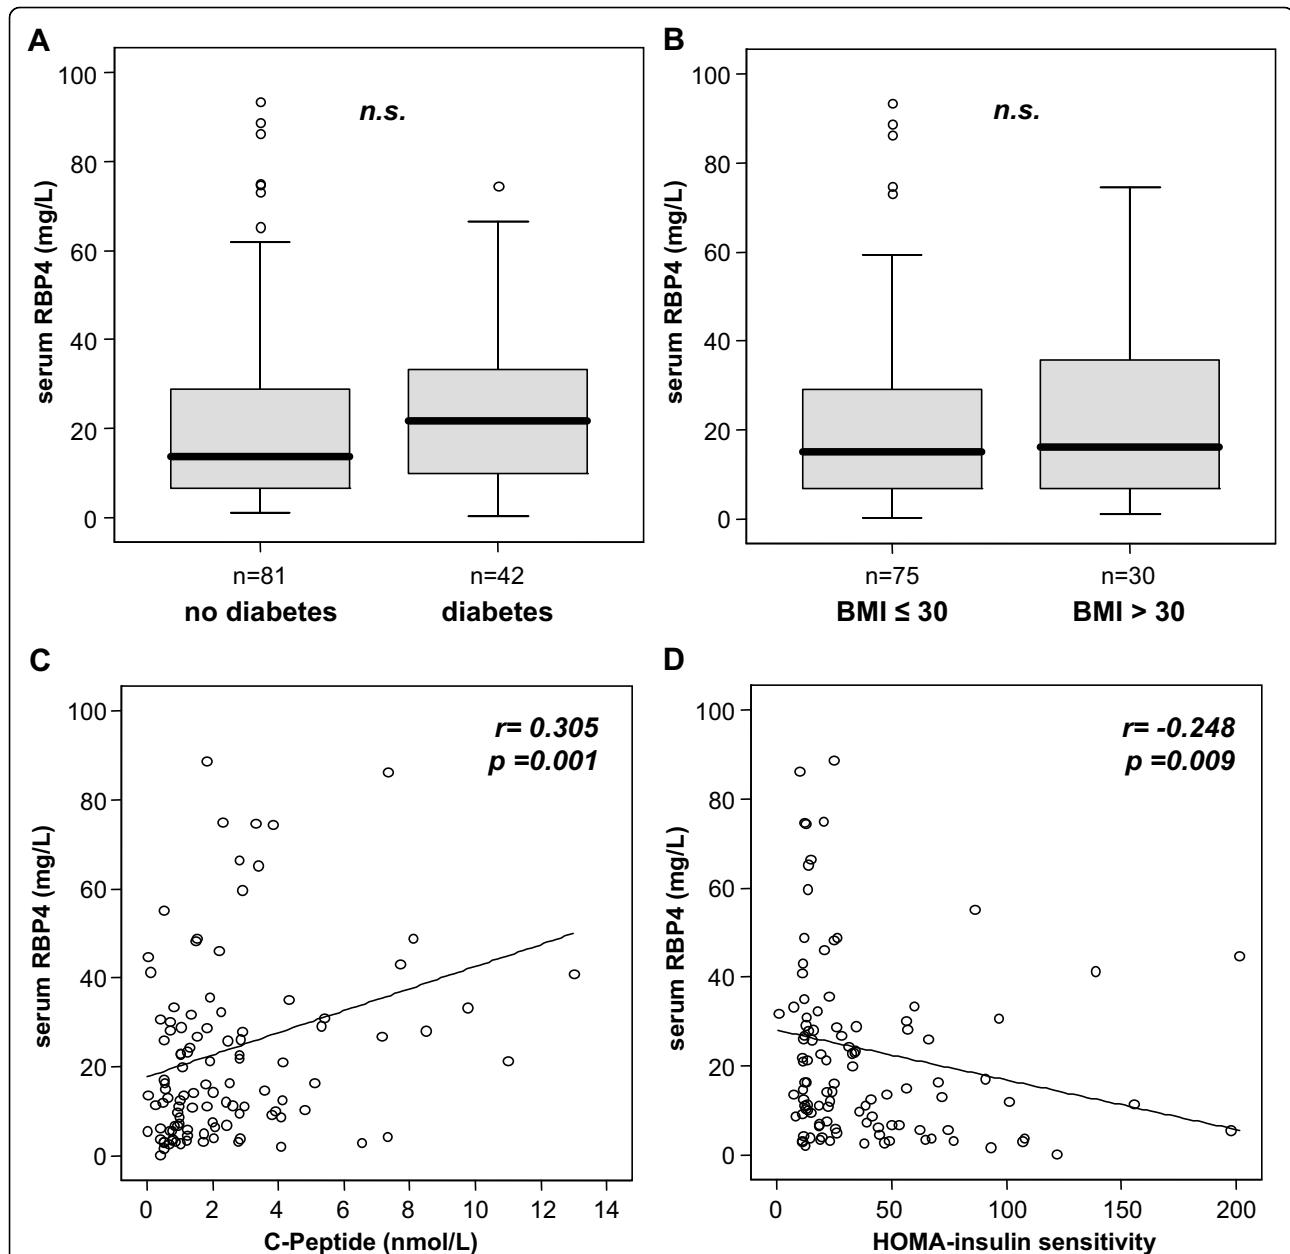 A
n.s.
serum RBP4 (mg/L)
100
80
60
40
20
0
n=81
n=42
no diabetes
diabetes
B
n.s.
serum RBP4 (mg/L)
100
80
60
40
20
0
n=75
n=30
BMI ≤ 30
BMI > 30
C
r= 0.305
p =0.001
serum RBP4 (mg/L)
100
80
60
40
20
0
0 2 4 6 8 10 12 14
C-Peptide (nmol/L)
D
r= -0.248
p =0.009
serum RBP4 (mg/L)
100
80
60
40
20
0
0 50 100 150 200
HOMA-insulin sensitivity